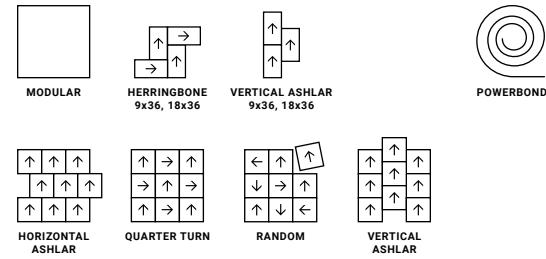 MODULAR
HERRINGBONE
9x36, 18x36
VERTICAL ASHLAR
9x36, 18x36
POWERBOND
HORIZONTAL
ASHLAR
QUARTER TURN
RANDOM
VERTICAL
ASHLAR